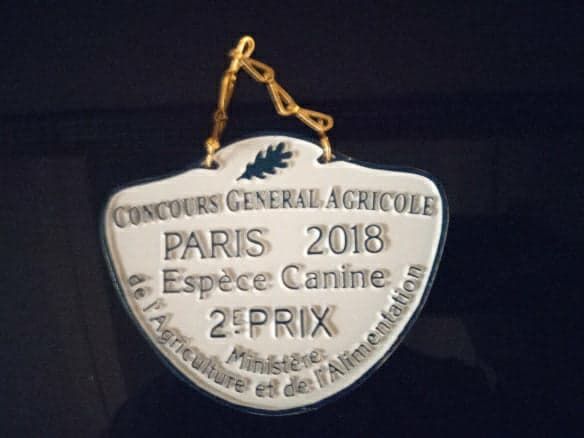 CONCOURS GENERAL AGRICOLE
PARIS 2018
Espèce Canine
2E PRIX
Ministère
de l'Agriculture et de l'Alimentation